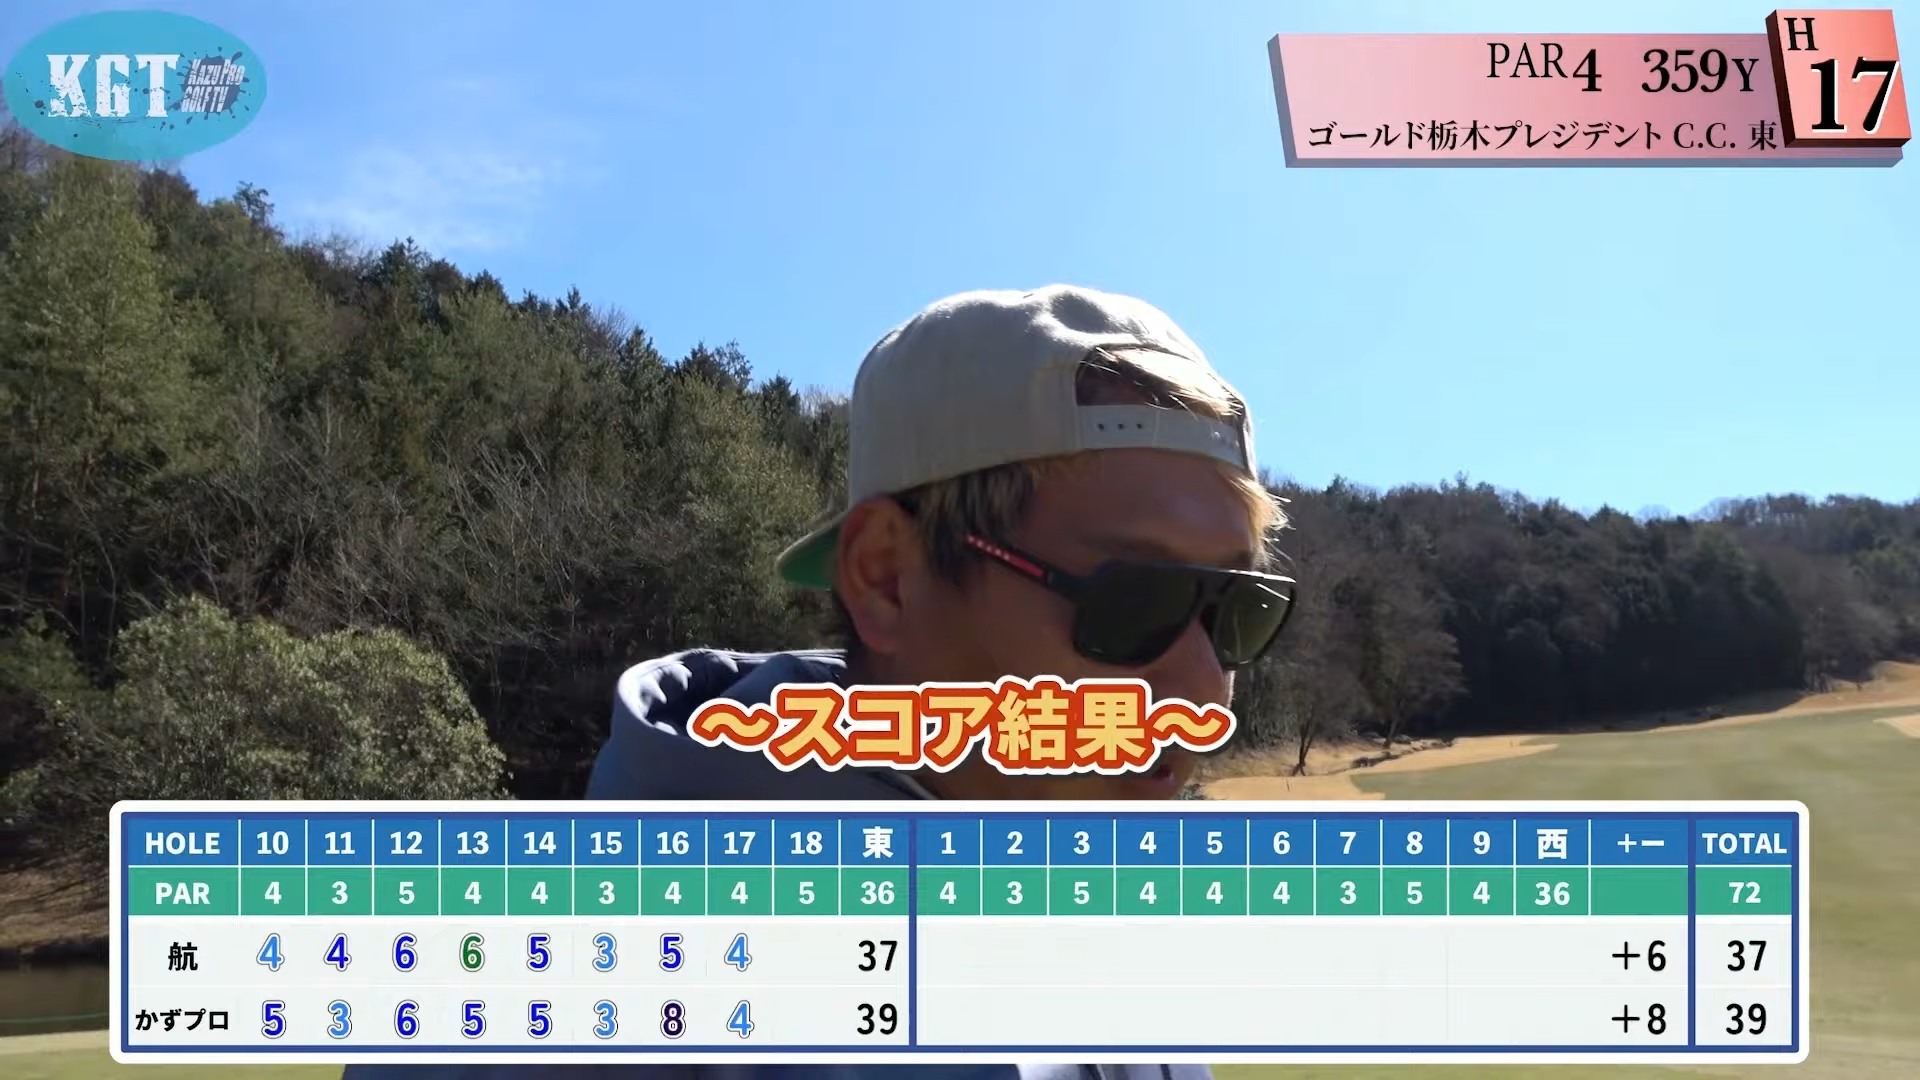 KGT KAZU PRO
GOLF TV
PAR4 359Y
H
17
ゴールド栃木プレジデント C.C. 東
～スコア結果～
HOLE 10 11 12 13 14 15 16 17 18 東 1 2 3 4 5 6 7 8 9 西 +ー TOTAL
PAR 4 3 5 4 4 3 4 4 5 36 4 3 5 4 4 4 3 5 4 36 72
航 4 4 6 6 5 3 5 4 37 +6 37
かずプロ 5 3 6 5 5 3 8 4 39 +8 39